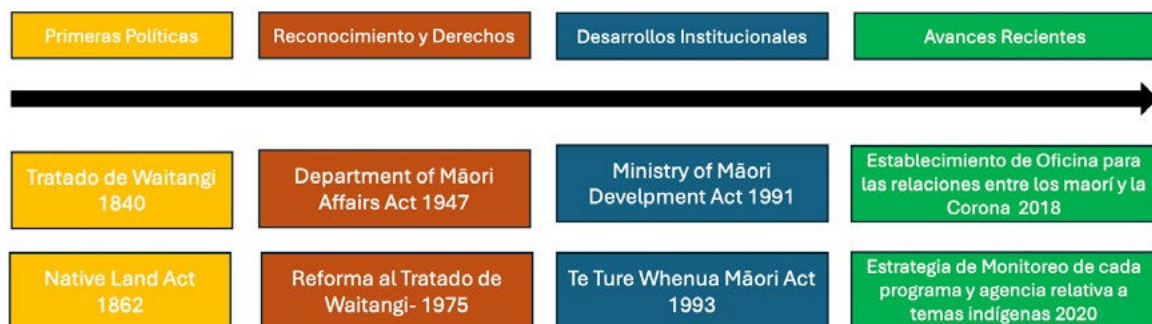 Primeras Políticas
Reconocimiento y Derechos
Desarrollos Institucionales
Avances Recientes
Tratado de Waitangi
1840
Department of Māori
Affairs Act 1947
Ministry of Māori
Develpment Act 1991
Establecimiento de Oficina para
las relaciones entre los maorí y la
Corona 2018
Native Land Act
1862
Reforma al Tratado de
Waitangi- 1975
Te Ture Whenua Māori Act
1993
Estrategia de Monitoreo de cada
programa y agencia relativa a
temas indígenas 2020